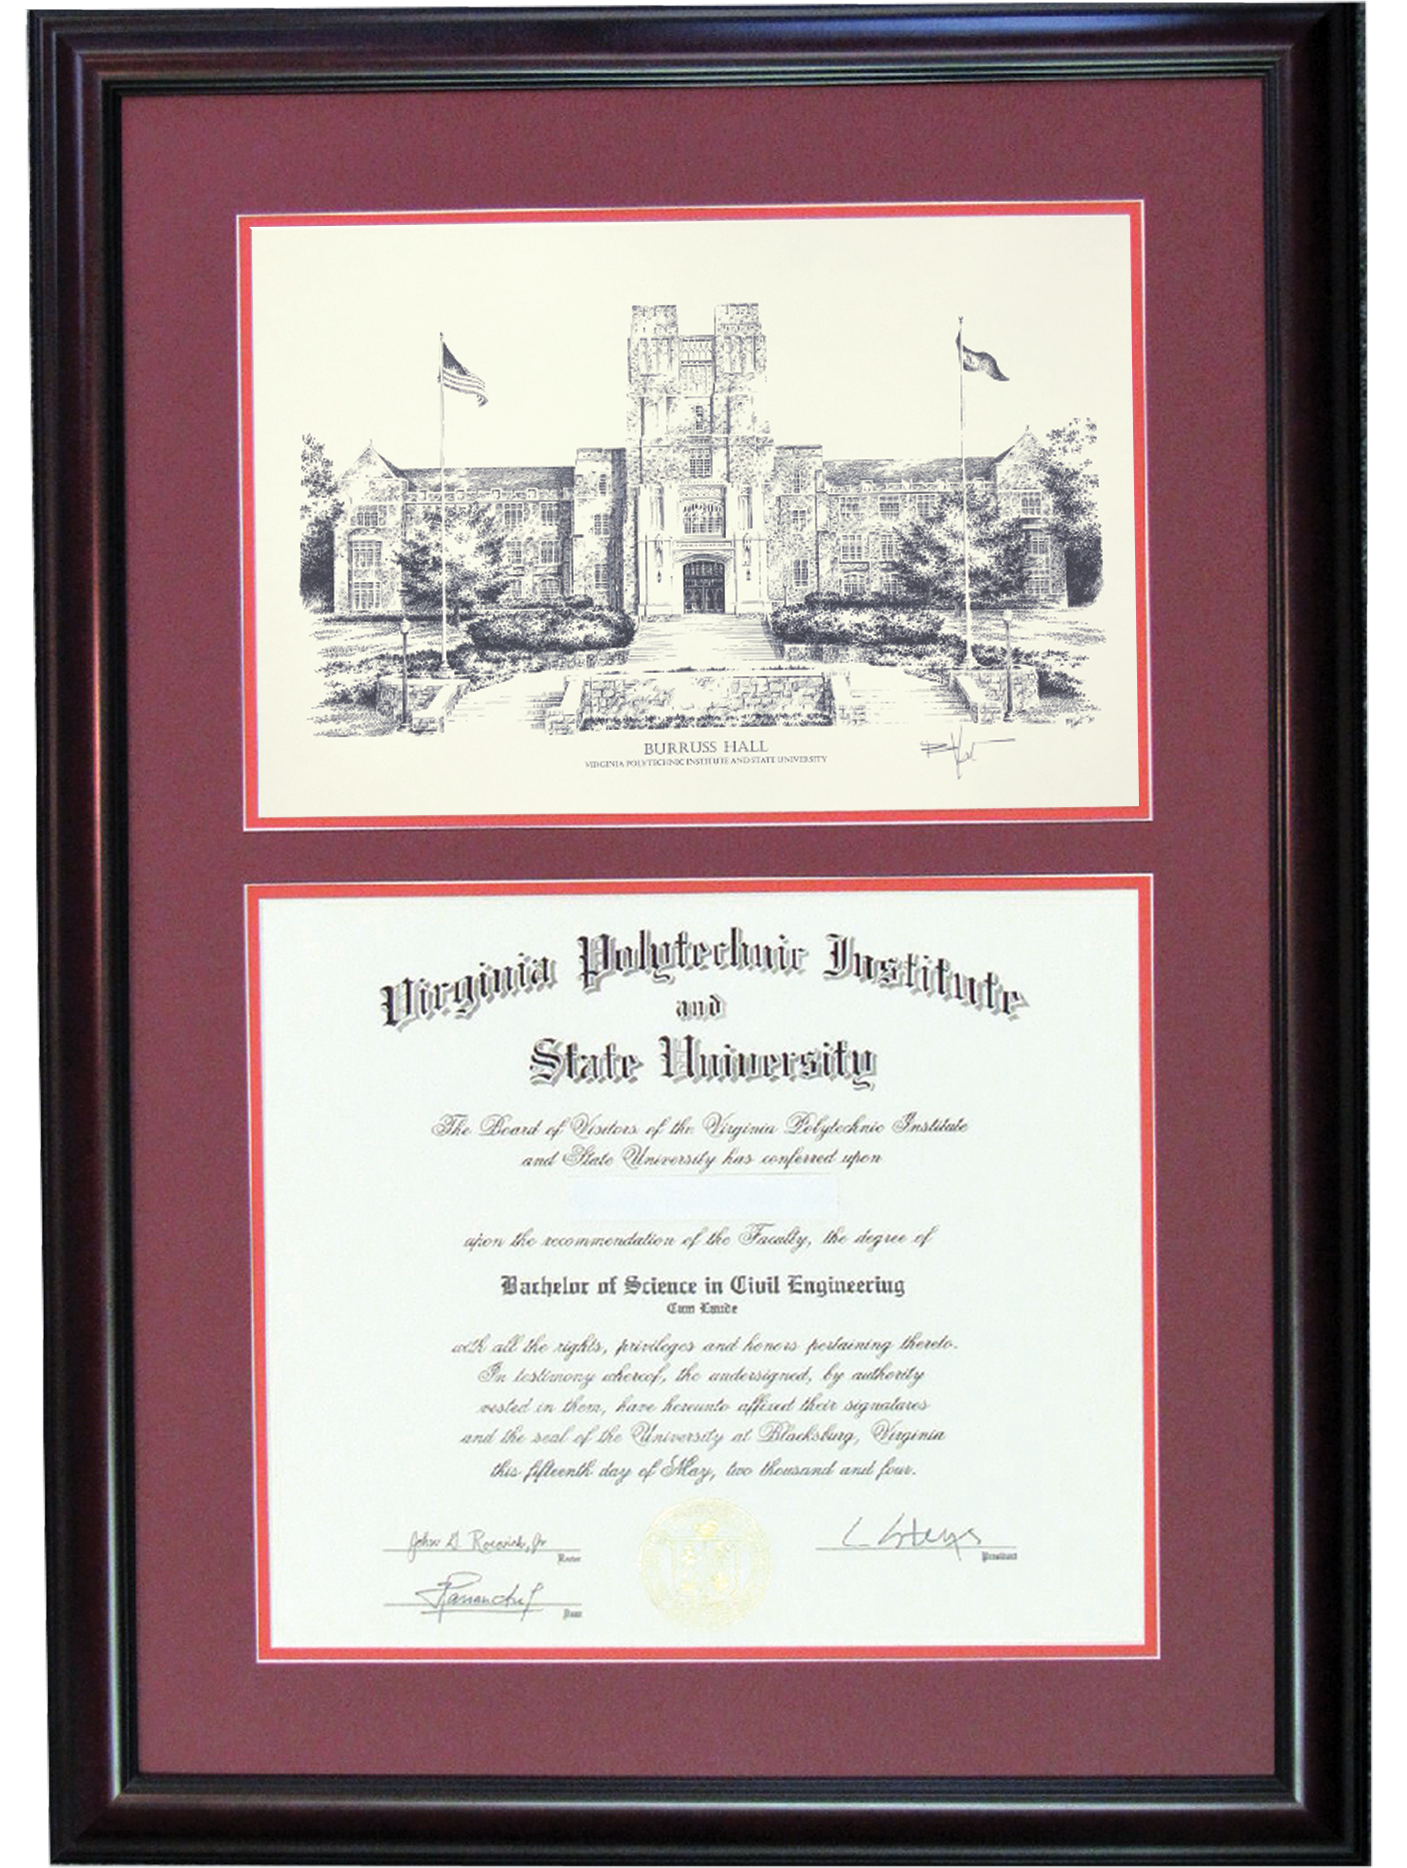 BURRUSS HALL
VIRGINIA POLYTECHNIC INSTITUTE AND STATE UNIVERSITY
Virginia Polytechnic Institute
and
State University
The Board of Visitors of the Virginia Polytechnic Institute
and State University has conferred upon
upon the recommendation of the Faculty, the degree of
Bachelor of Science in Civil Engineering
Cum Laude
with all the rights, privileges and honors pertaining thereto.
In testimony whereof, the undersigned, by authority
vested in them, have hereunto affixed their signatures
and the seal of the University at Blacksburg, Virginia
this fifteenth day of May, two thousand and four.
John G. Rocovich, Jr.
Rector
President
Dean